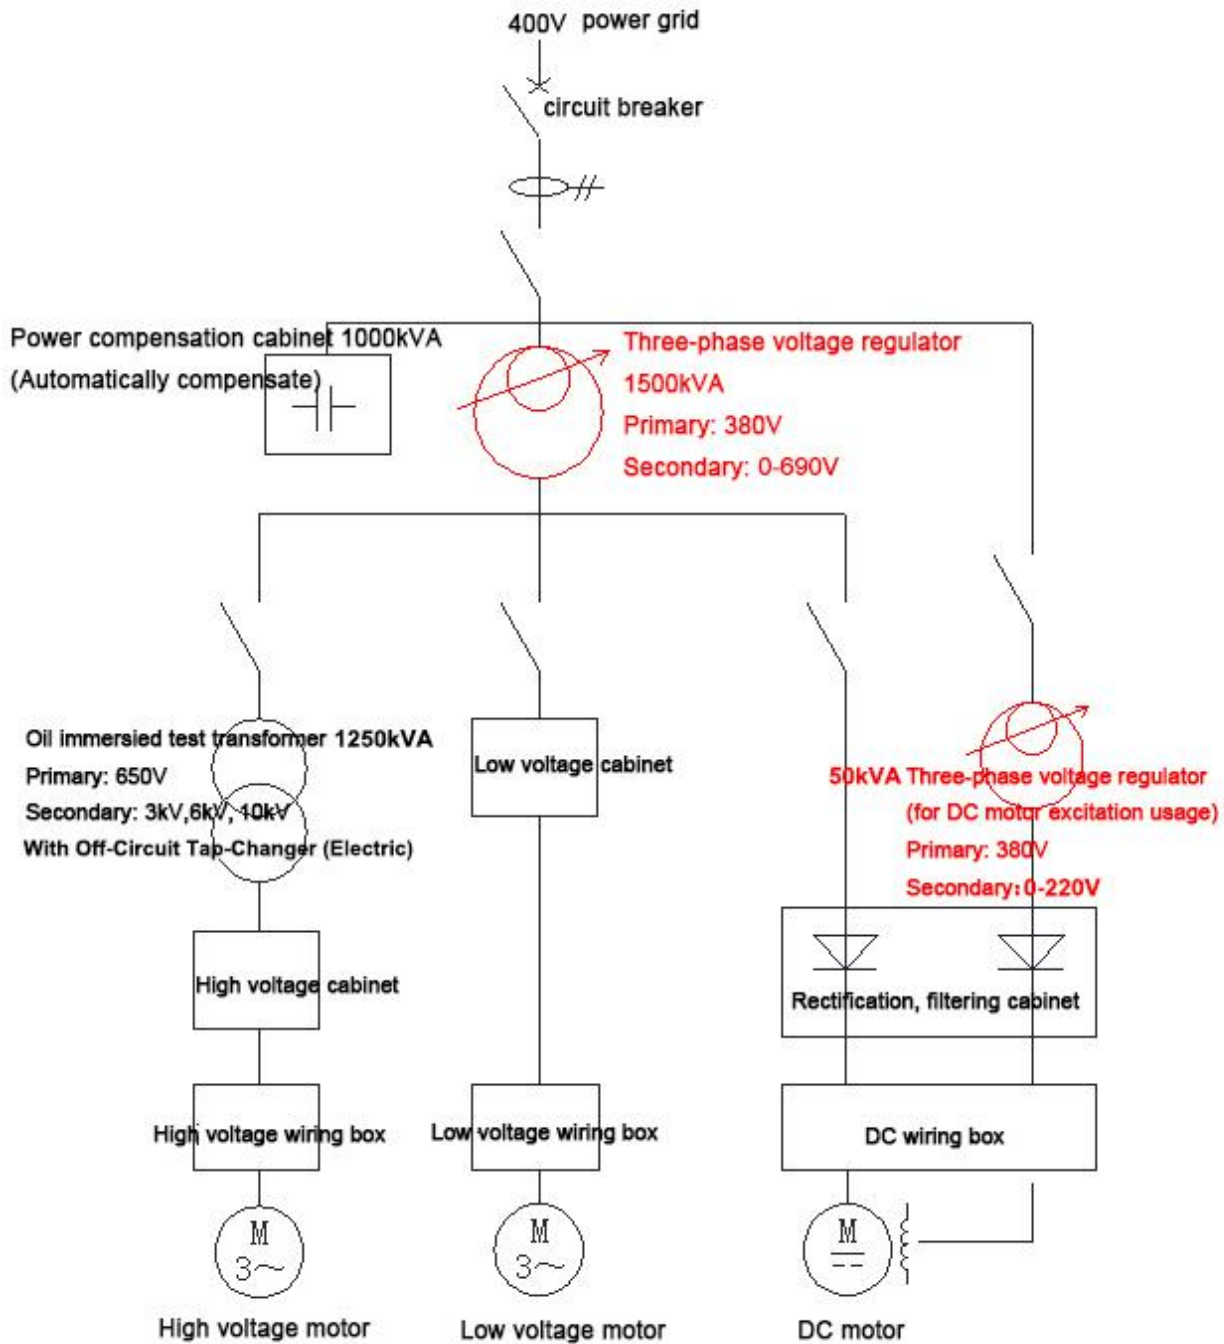 400V power grid
circuit breaker
Power compensation cabinet 1000kVA
(Automatically compensate)
Three-phase voltage regulator
1500kVA
Primary: 380V
Secondary: 0-690V
Oil immersied test transformer 1250kVA
Primary: 650V
Secondary: 3kV,6kV, 10kV
With Off-Circuit Tap-Changer (Electric)
Low voltage cabinet
50kVA Three-phase voltage regulator
(for DC motor excitation usage)
Primary: 380V
Secondary: 0-220V
High voltage cabinet
Rectification, filtering cabinet
High voltage wiring box
Low voltage wiring box
DC wiring box
M
3~
M
3~
M
High voltage motor
Low voltage motor
DC motor